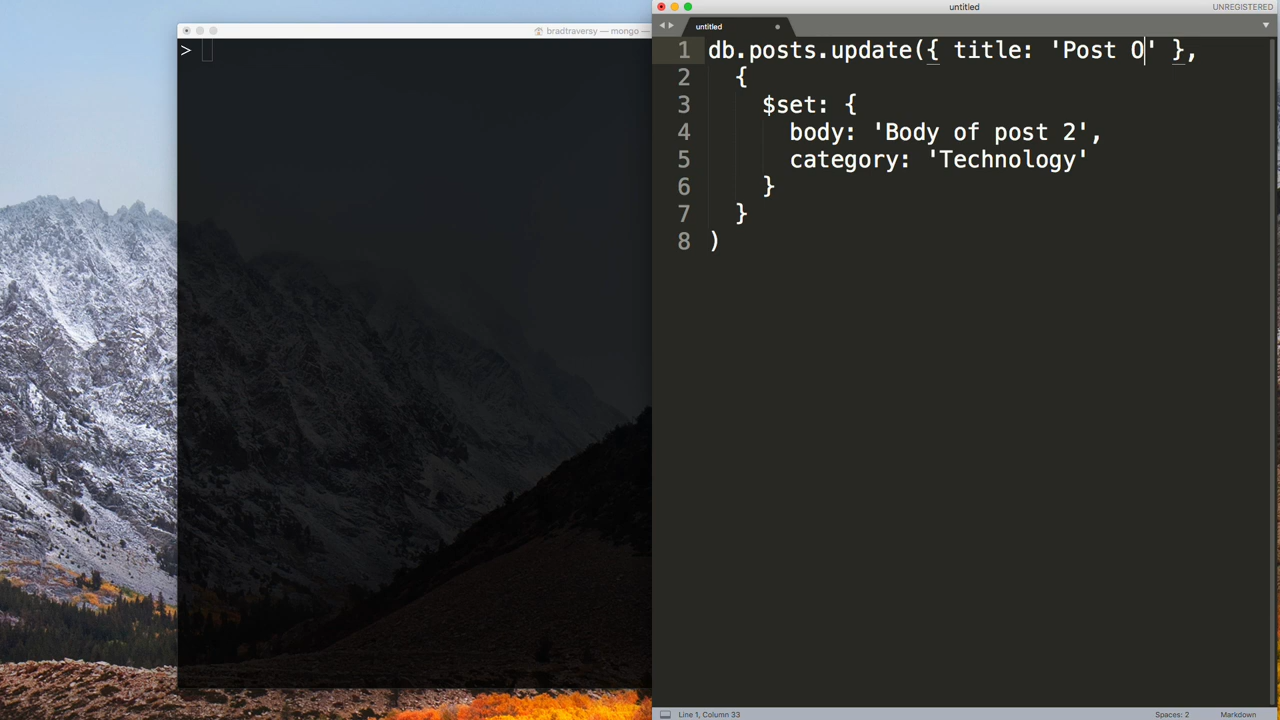 untitled
UNREGISTERED
bradtraversy — mongo —
untitled
>
1 db.posts.update({ title: 'Post O' },
2 {
3 $set: {
4 body: 'Body of post 2',
5 category: 'Technology'
6 }
7 }
8 )
Line 1, Column 33
Spaces: 2
Markdown